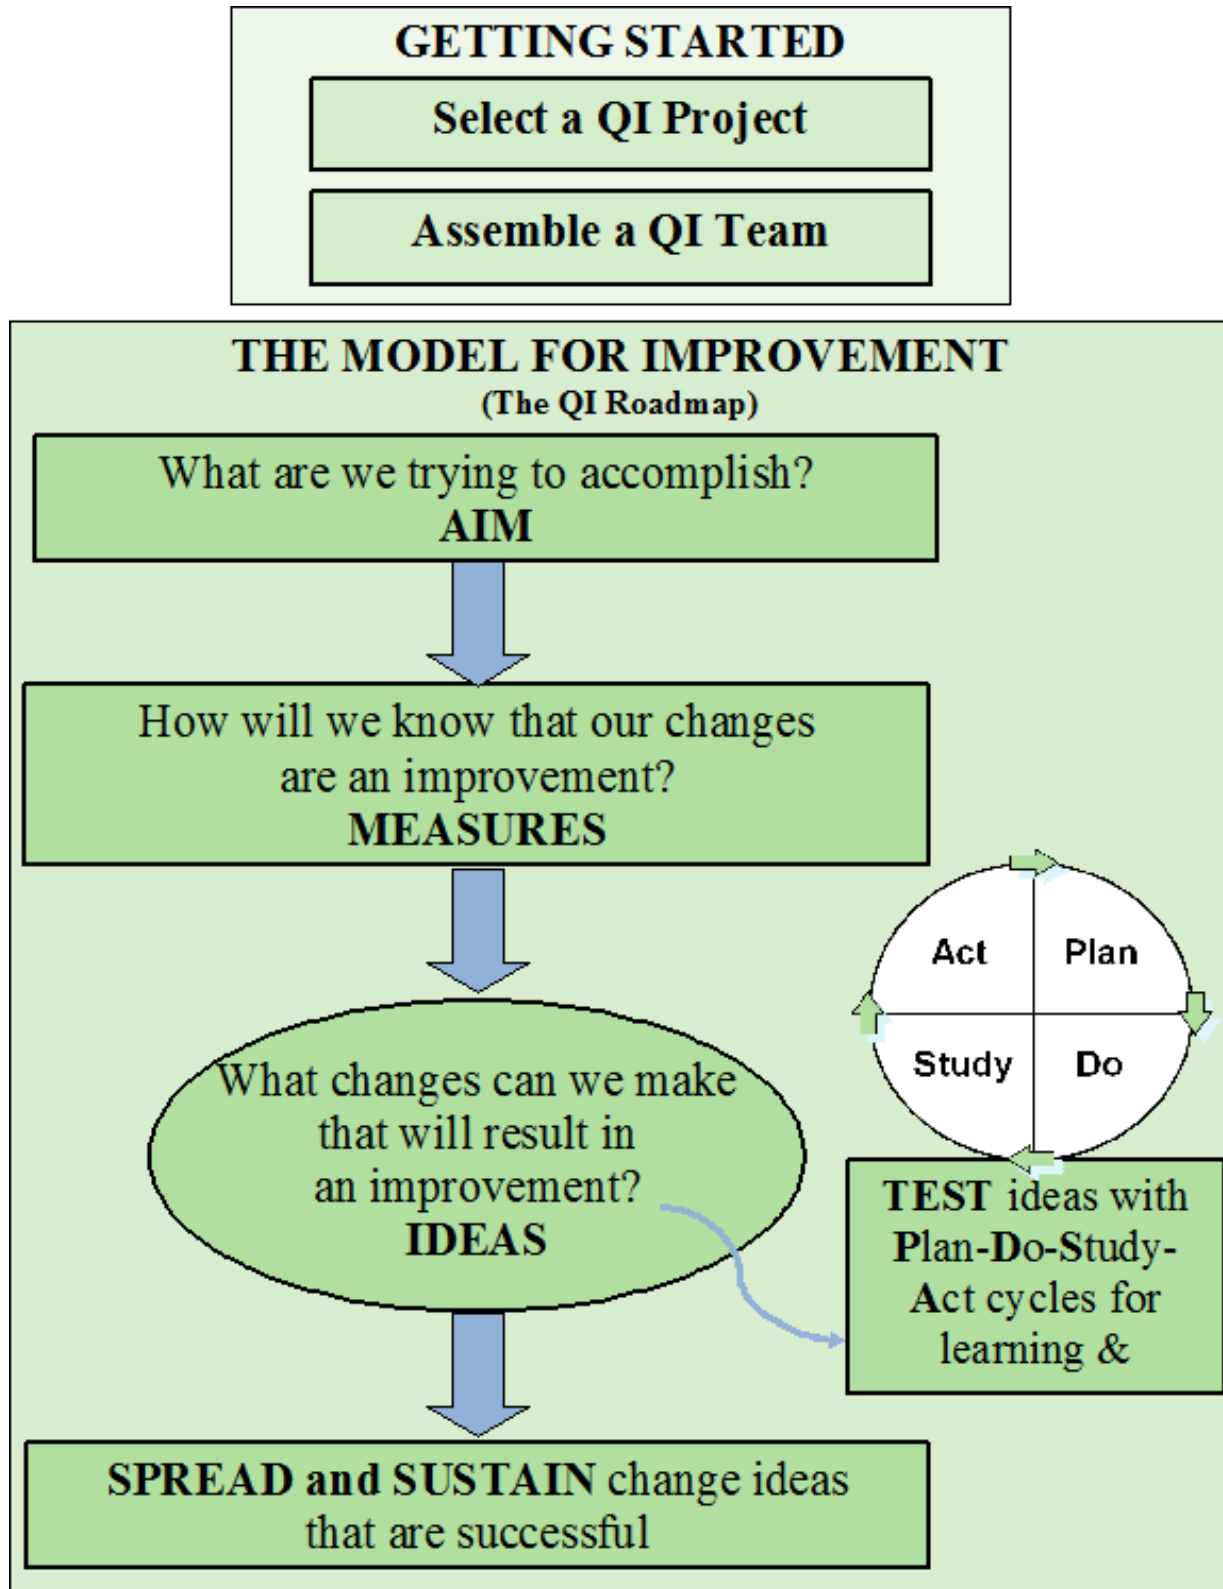 GETTING STARTED
Select a QI Project
Assemble a QI Team
THE MODEL FOR IMPROVEMENT
(The QI Roadmap)
What are we trying to accomplish?
AIM
How will we know that our changes
are an improvement?
MEASURES
Act
Plan
Study
Do
What changes can we make
that will result in
an improvement?
IDEAS
TEST ideas with
Plan-Do-Study-
Act cycles for
learning &
SPREAD and SUSTAIN change ideas
that are successful